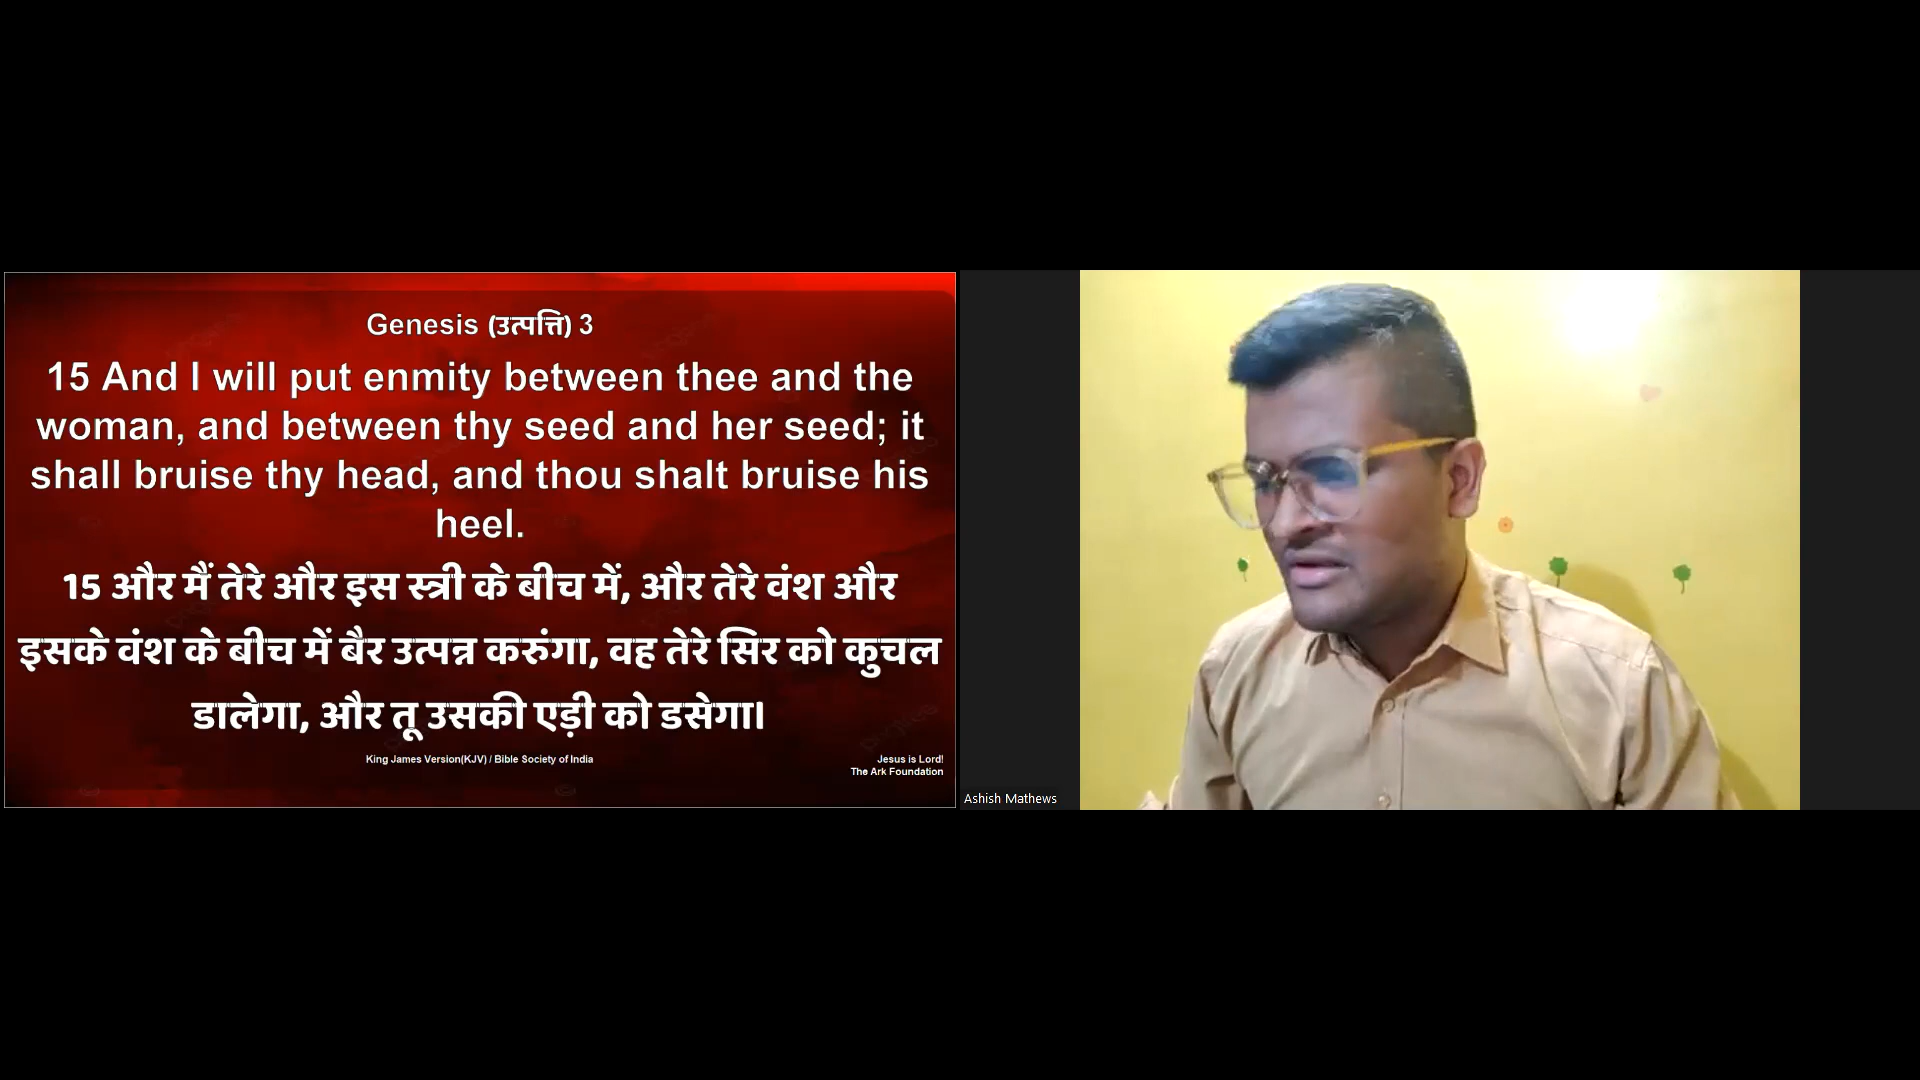 Genesis (उत्पत्ति) 3
15 And I will put enmity between thee and the
woman, and between thy seed and her seed; it
shall bruise thy head, and thou shalt bruise his
heel.
15 और मैं तेरे और इस स्त्री के बीच में, और तेरे वंश और
इसके वंश के बीच में बैर उत्पन्न करुंगा, वह तेरे सिर को कुचल
डालेगा, और तू उसकी एड़ी को डसेगा।
King James Version(KJV) / Bible Society of India
Jesus is Lord!
The Ark Foundation
Ashish Mathews